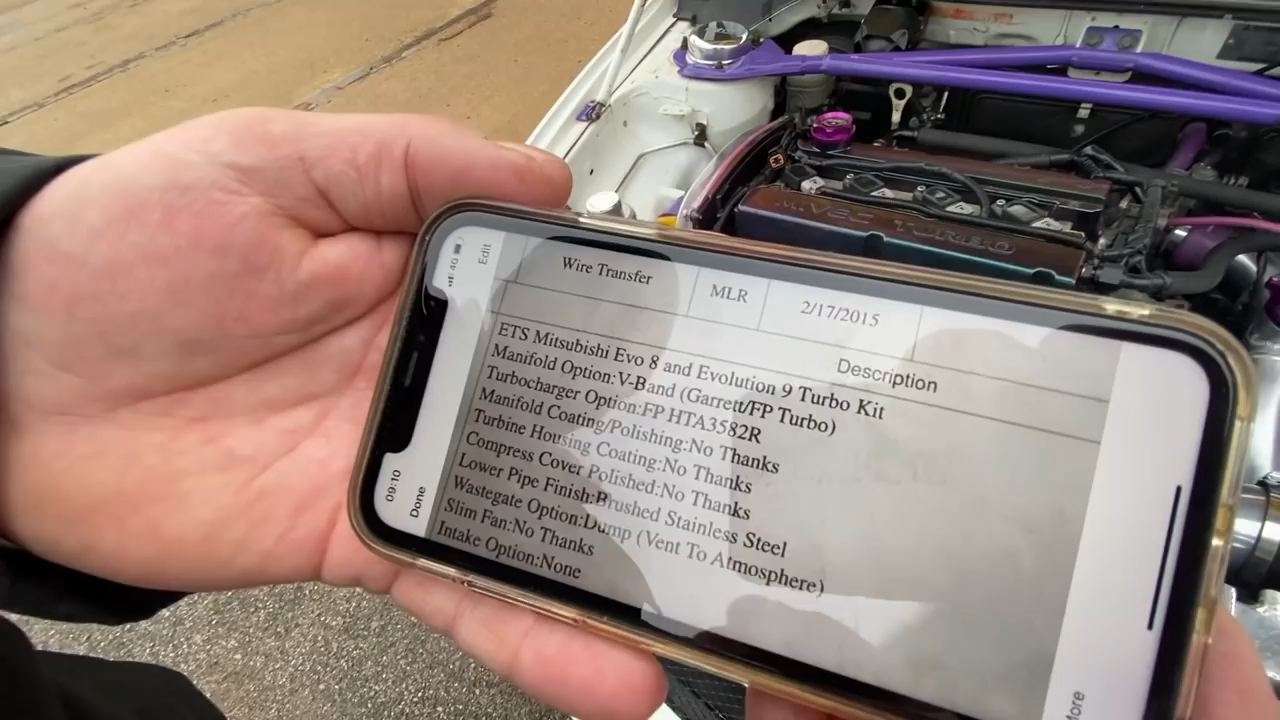 MIVEC TURBO
4G
Edit
Wire Transfer
MLR
2/17/2015
Description
ETS Mitsubishi Evo 8 and Evolution 9 Turbo Kit
Manifold Option:V-Band (Garrett/FP Turbo)
Turbocharger Option:FP HTA3582R
Manifold Coating/Polishing:No Thanks
Turbine Housing Coating:No Thanks
Compress Cover Polished:No Thanks
Lower Pipe Finish:Brushed Stainless Steel
Wastegate Option:Dump (Vent To Atmosphere)
Slim Fan:No Thanks
Intake Option:None
09:10
Done
More